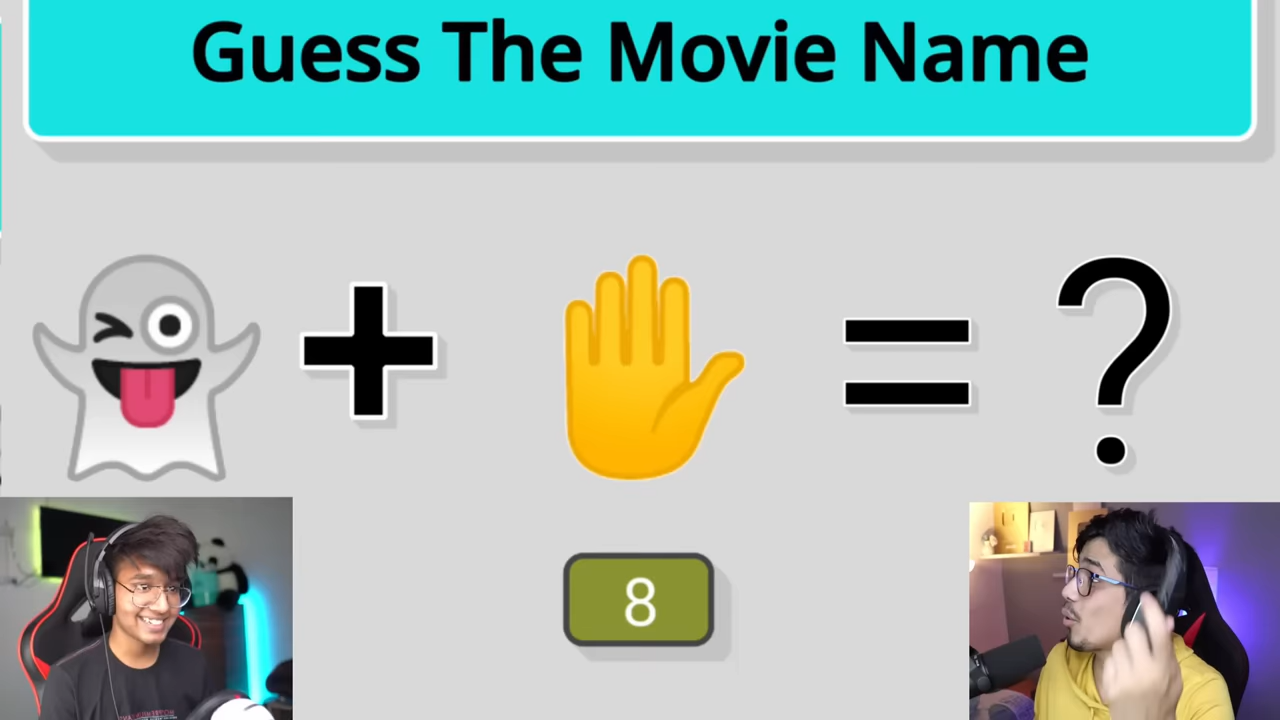 Guess The Movie Name
+ = ?
8